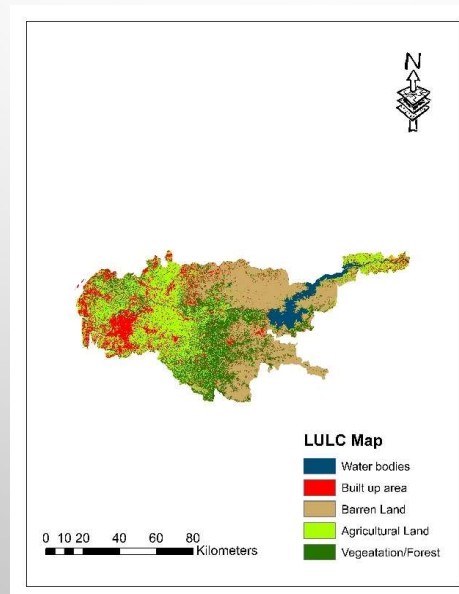 N
LULC Map
Water bodies
Built up area
Barren Land
Agricultural Land
Vegeatation/Forest
0 10 20 40 60 80
Kilometers